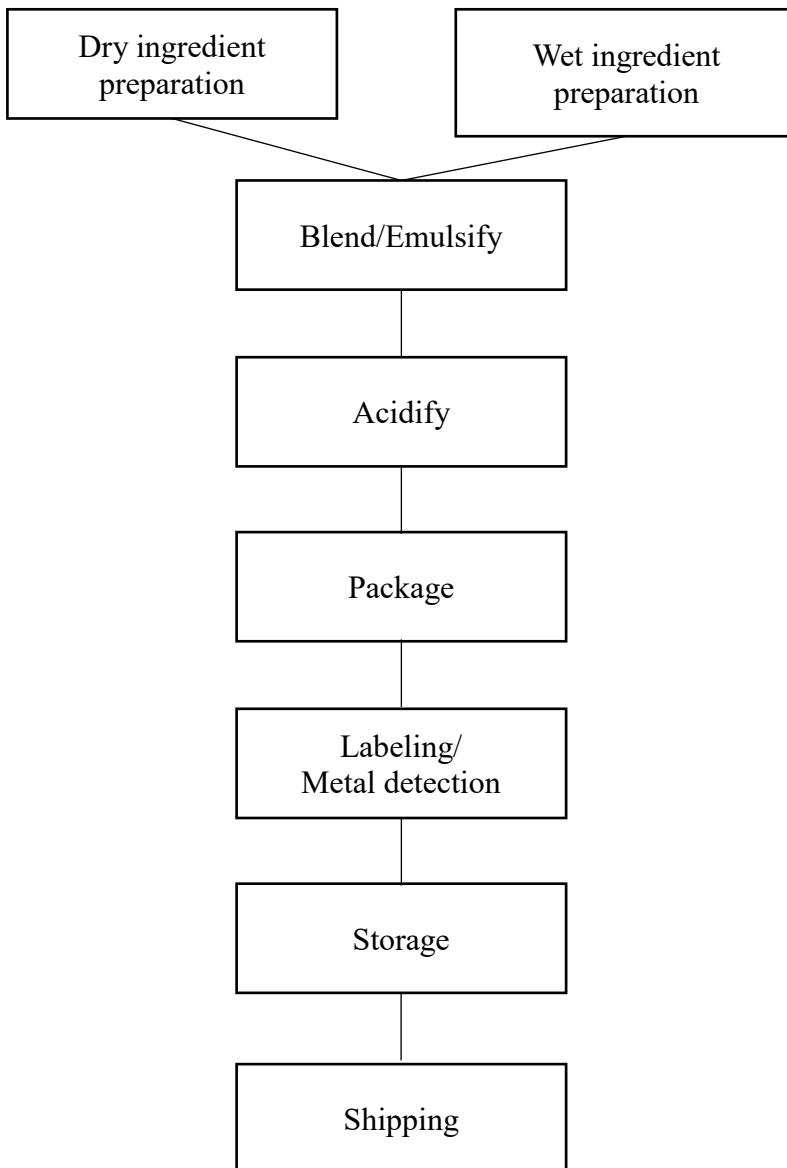 Dry ingredient
preparation
Wet ingredient
preparation
Blend/Emulsify
Acidify
Package
Labeling/
Metal detection
Storage
Shipping